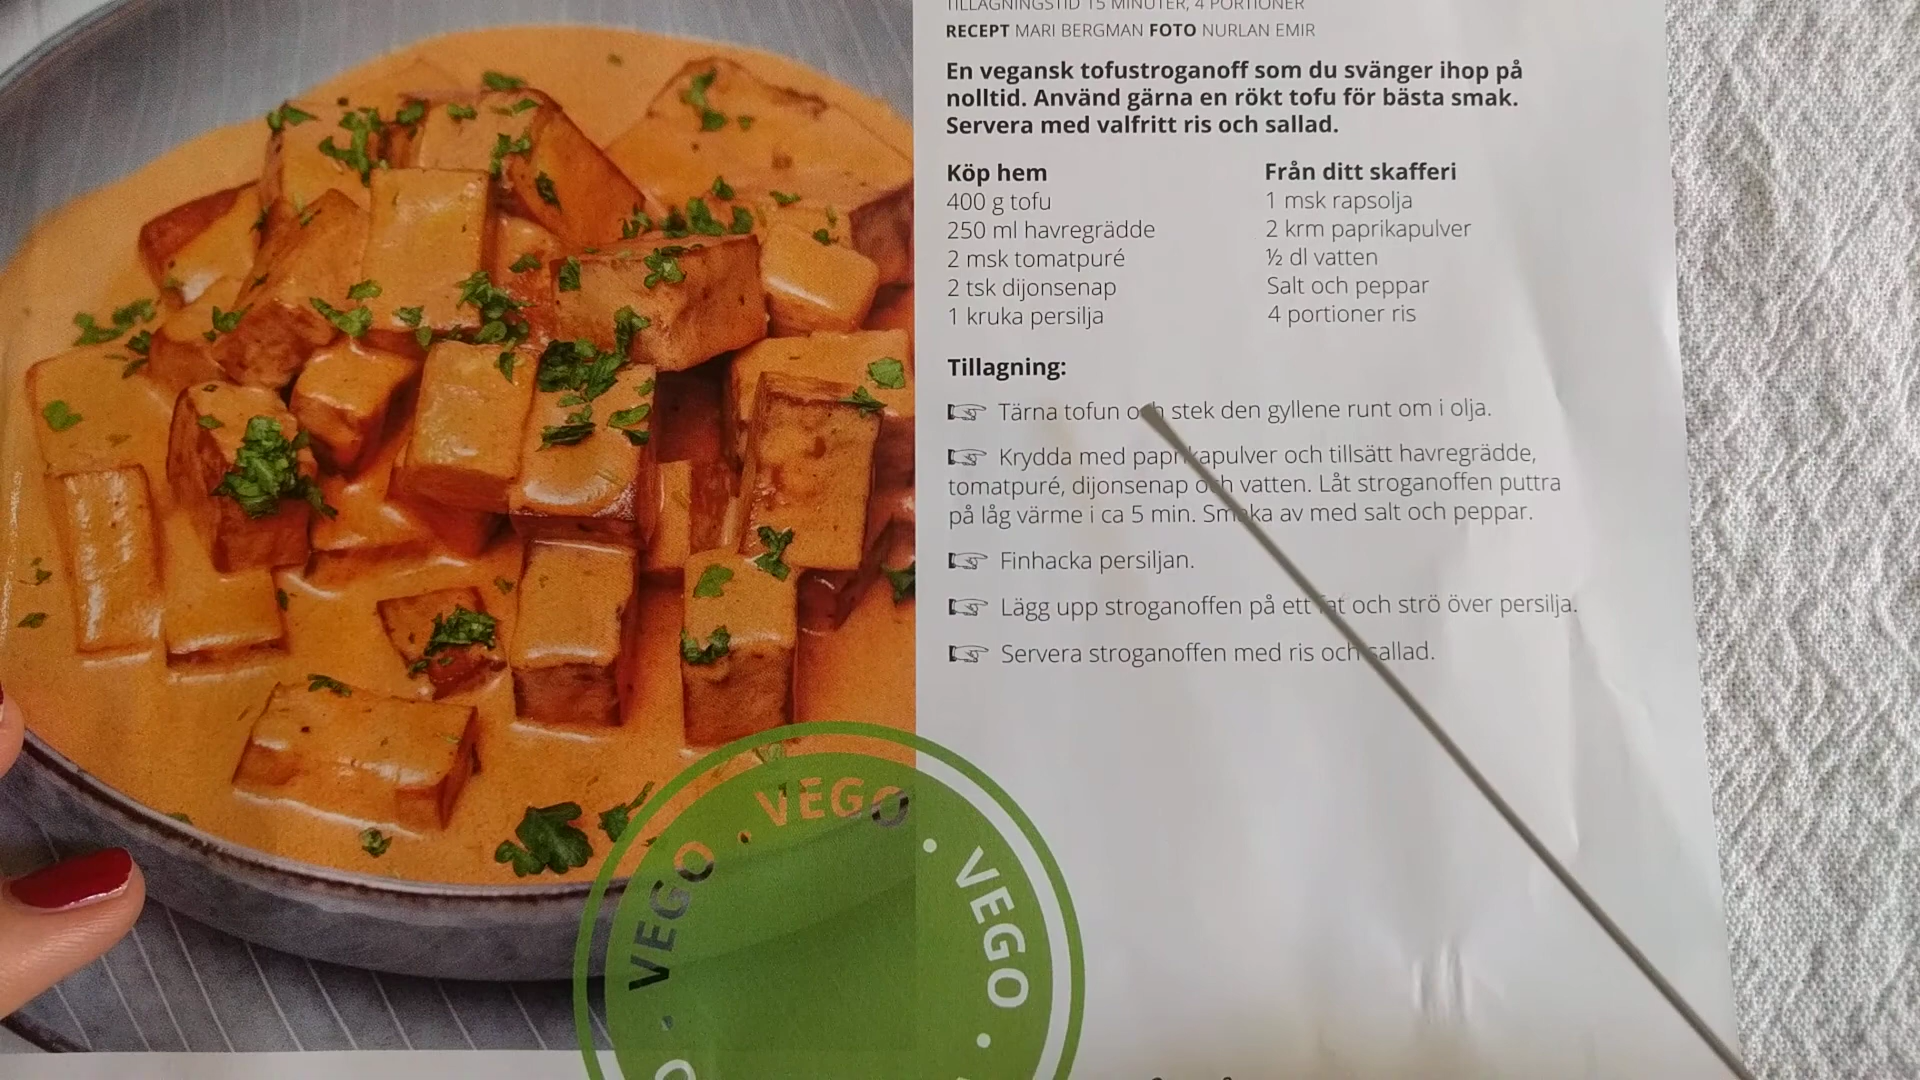 TILLAGNINGSTID 15 MINUTER, 4 PORTIONER
RECEPT MARI BERGMAN FOTO NURLAN EMIR
En vegansk tofustroganoff som du svänger ihop på
nolltid. Använd gärna en rökt tofu för bästa smak.
Servera med valfritt ris och sallad.
Köp hem
400 g tofu
250 ml havregrädde
2 msk tomatpuré
2 tsk dijonsenap
1 kruka persilja
Från ditt skafferi
1 msk rapsolja
2 krm paprikapulver
½ dl vatten
Salt och peppar
4 portioner ris
Tillagning:
Tärna tofun och stek den gyllene runt om i olja.
Krydda med paprikapulver och tillsätt havregrädde,
tomatpuré, dijonsenap och vatten. Låt stroganoffen puttra
på låg värme i ca 5 min. Smaka av med salt och peppar.
Finhacka persiljan.
Lägg upp stroganoffen på ett fat och strö över persilja.
Servera stroganoffen med ris och sallad.
VEGO · VEGO · VEGO ·